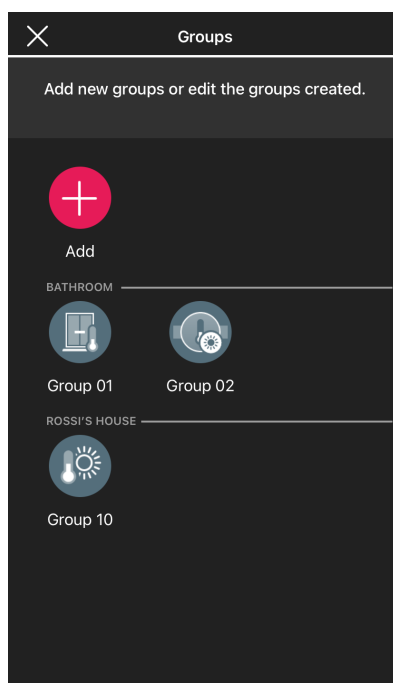 Groups
Add new groups or edit the groups created.
Add
BATHROOM
Group 01 Group 02
ROSSI'S HOUSE
Group 10